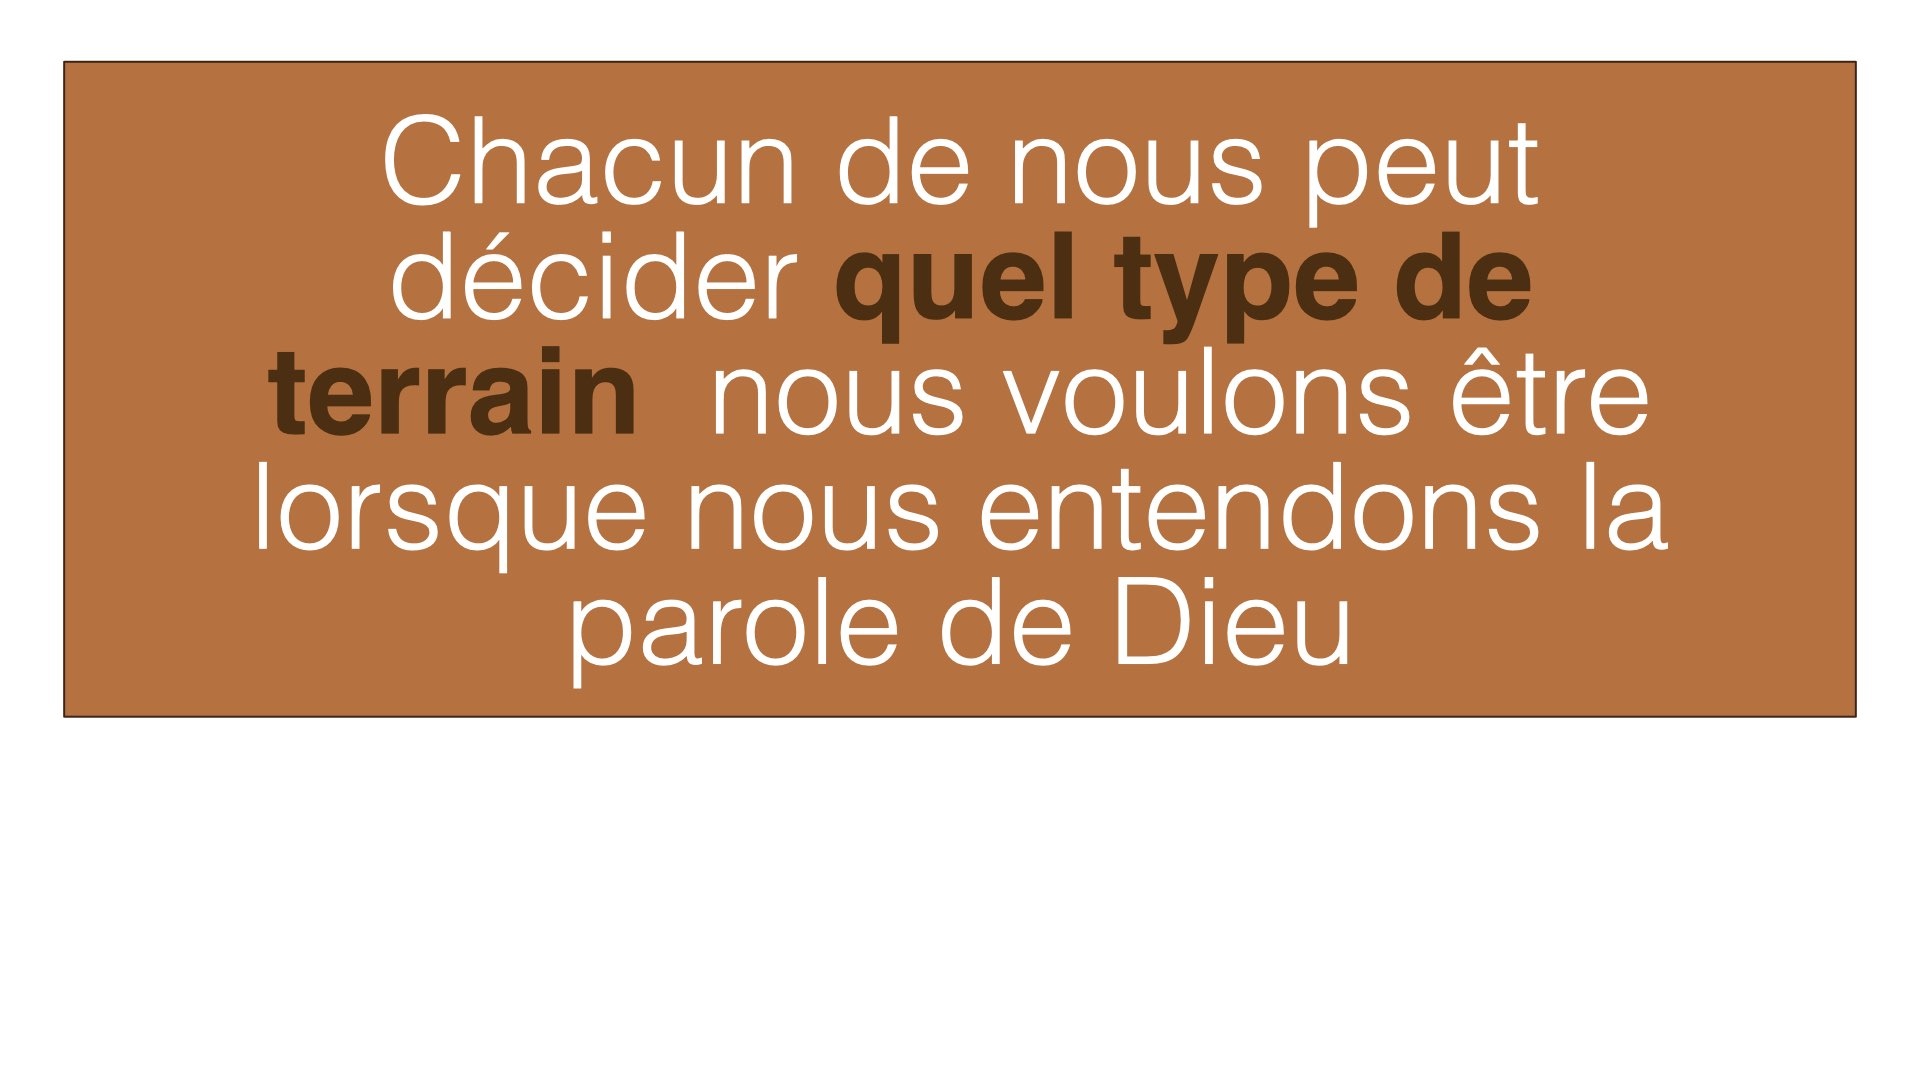 Chacun de nous peut
décider quel type de
terrain  nous voulons être
lorsque nous entendons la
parole de Dieu